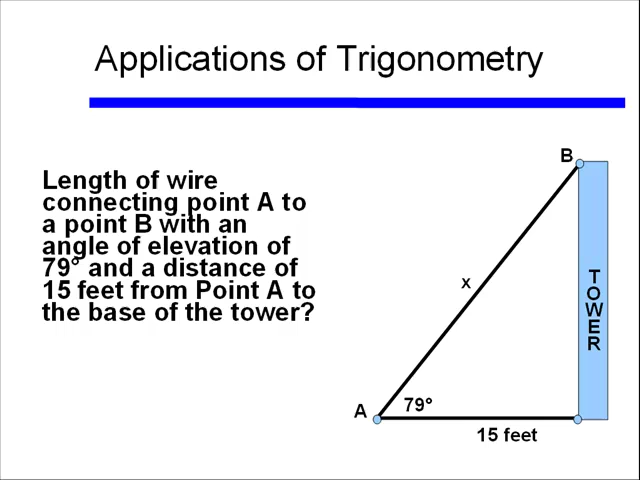 Applications of Trigonometry
Length of wire
connecting point A to
a point B with an
angle of elevation of
79° and a distance of
15 feet from Point A to
the base of the tower?
B
x
TOWER
A
79°
15 feet